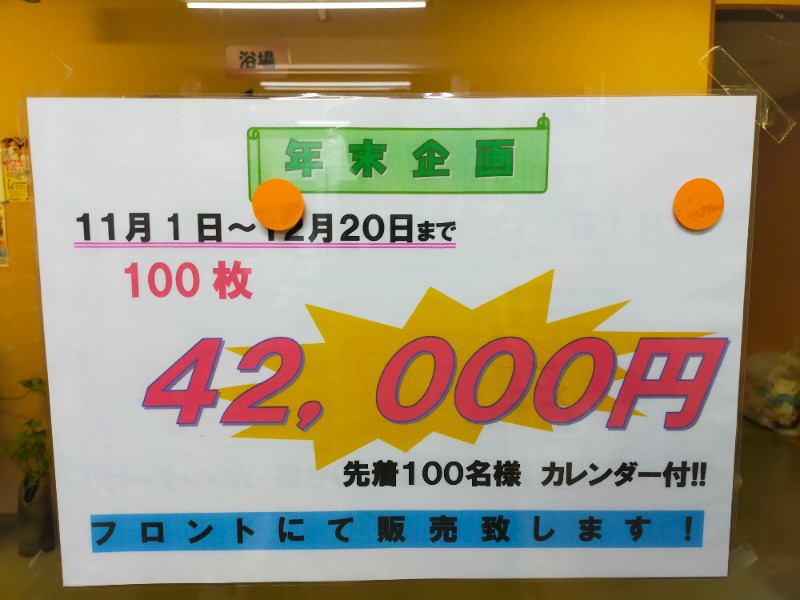 浴場
年末企画
11月1日～12月20日まで
100枚
42,000円
先着100名様 カレンダー付!!
フロントにて販売致します！